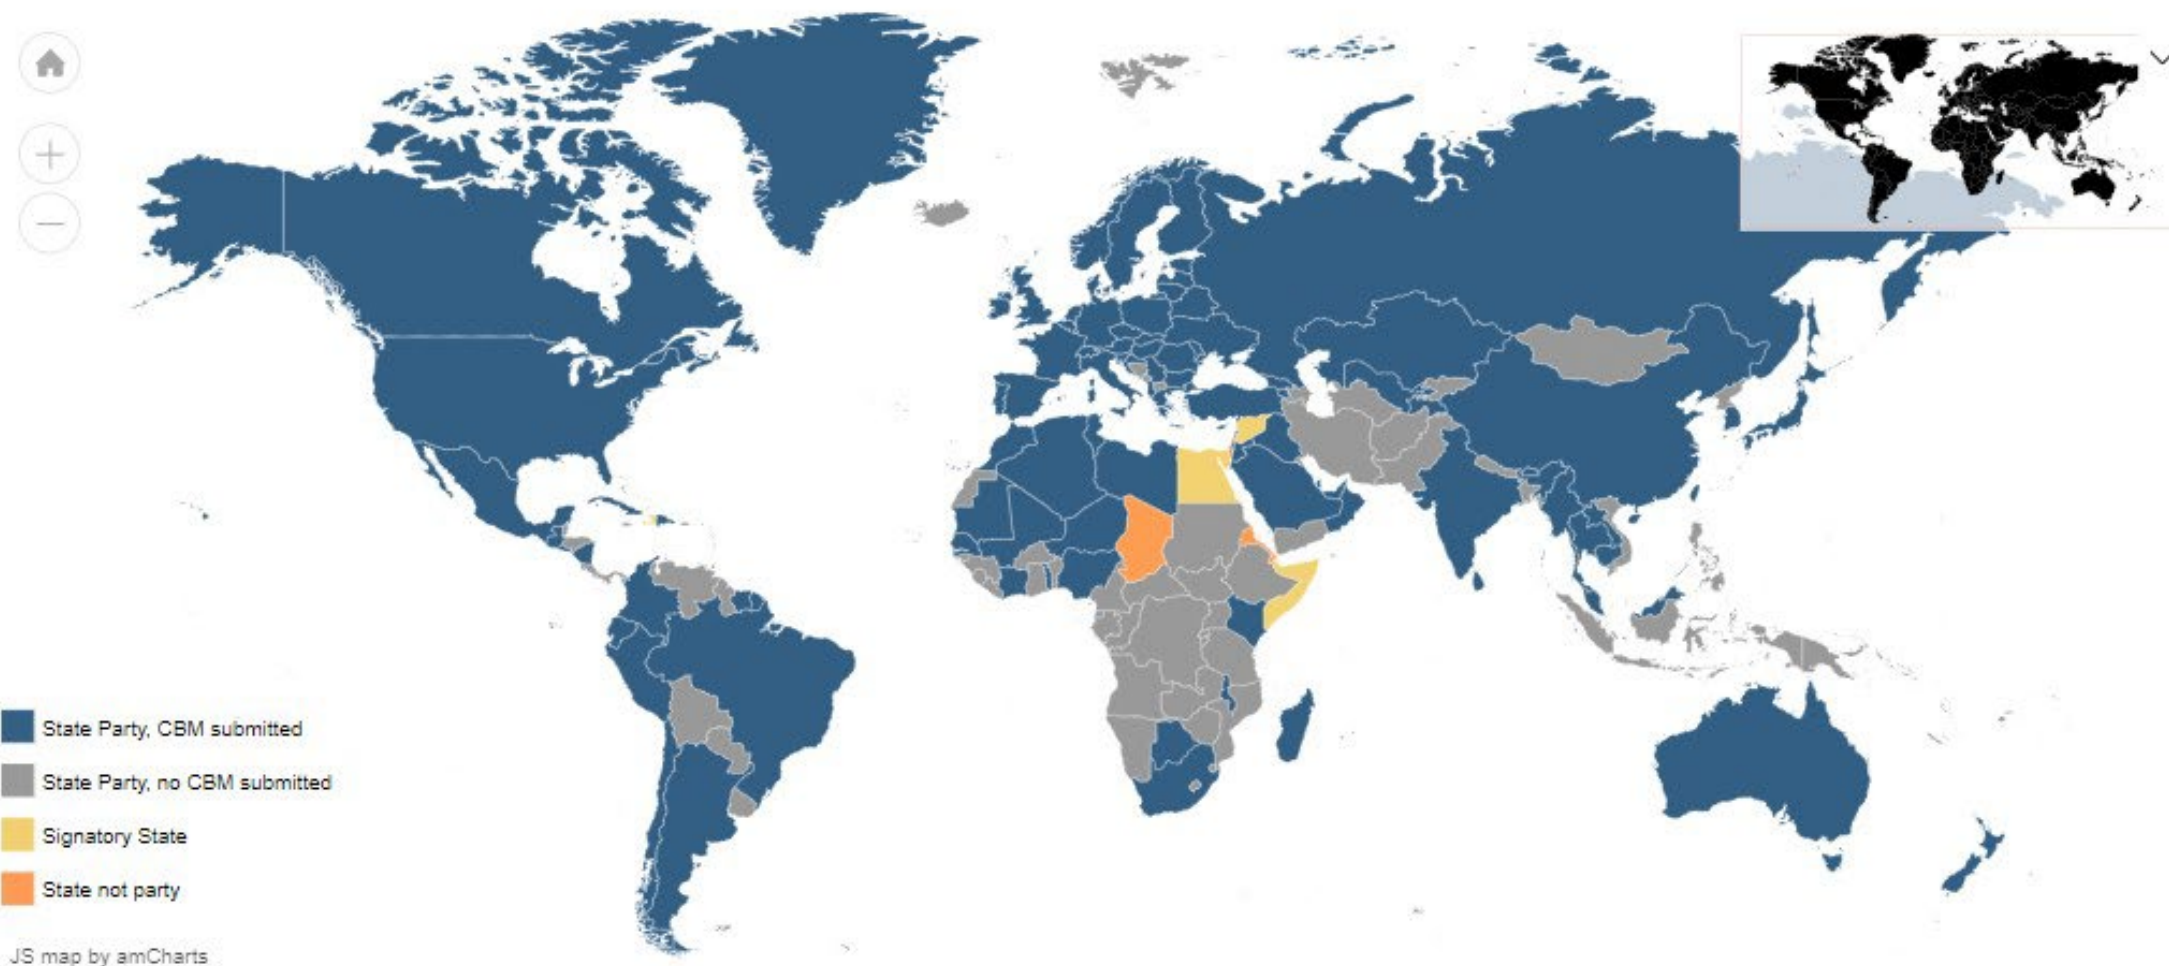 State Party, CBM submitted
State Party, no CBM submitted
Signatory State
State not party
JS map by amCharts